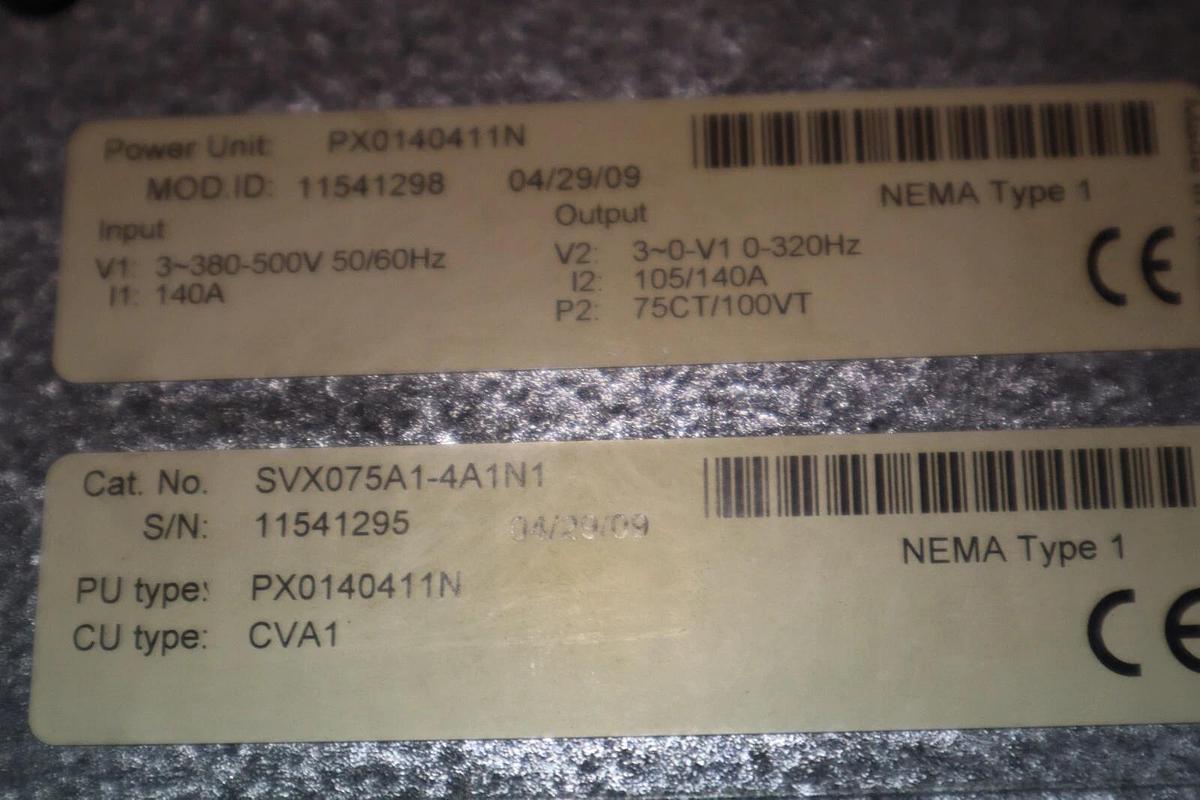 Power Unit: PX0140411N
MOD.ID: 11541298 04/29/09
NEMA Type 1
Input
V1: 3~380-500V 50/60Hz
I1: 140A
Output
V2: 3~0-V1 0-320Hz
I2: 105/140A
P2: 75CT/100VT
CE
Cat. No. SVX075A1-4A1N1
S/N: 11541295 04/29/09
NEMA Type 1
PU type: PX0140411N
CU type: CVA1
CE